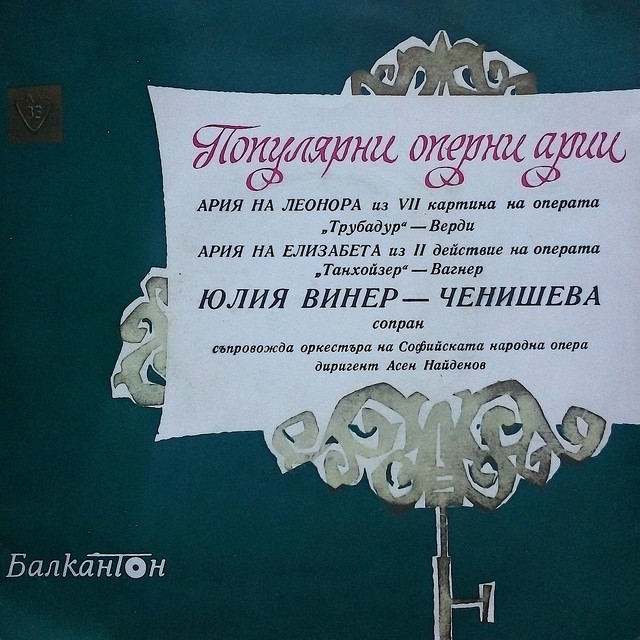 33
Популярни оперни арии
АРИЯ НА ЛЕОНОРА из VII картина на операта
„Трубадур“ — Верди
АРИЯ НА ЕЛИЗАБЕТА из II действие на операта
„Танхойзер“ — Вагнер
ЮЛИЯ ВИНЕР — ЧЕНИШЕВА
сопран
съпровожда оркестъра на Софийската народна опера
диригент Асен Найденов
Балкантон